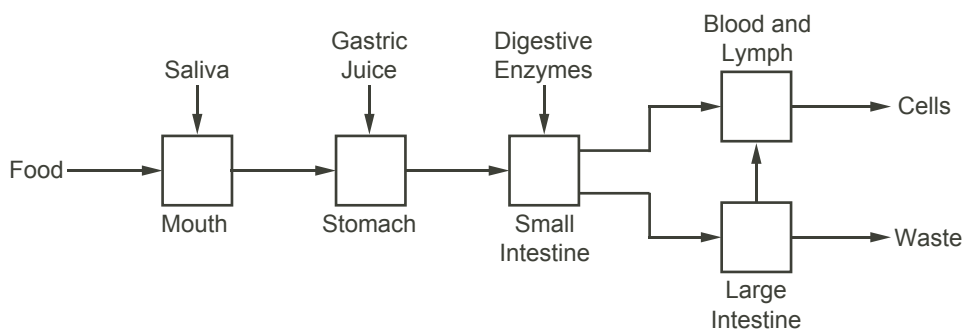 Food
Saliva
Mouth
Gastric
Juice
Stomach
Digestive
Enzymes
Small
Intestine
Blood and
Lymph
Cells
Large
Intestine
Waste